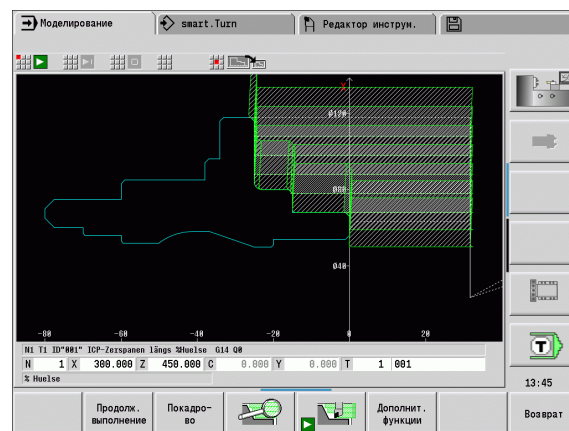 Моделирование
smart.Turn
Редактор инструм.
X
Ø120-
Ø80-
Ø40-
-80 -60 -40 -20 0 20
N1 T1 ID"001" ICP-Zerspanen längs %Huelse G14 Q0
N 1 X 300.000 Z 450.000 C 0.000 Y 0.000 T 1 001
% Huelse
T
13:45
Продолж. выполнение
Покадро-во
Дополнит. функции
Возврат